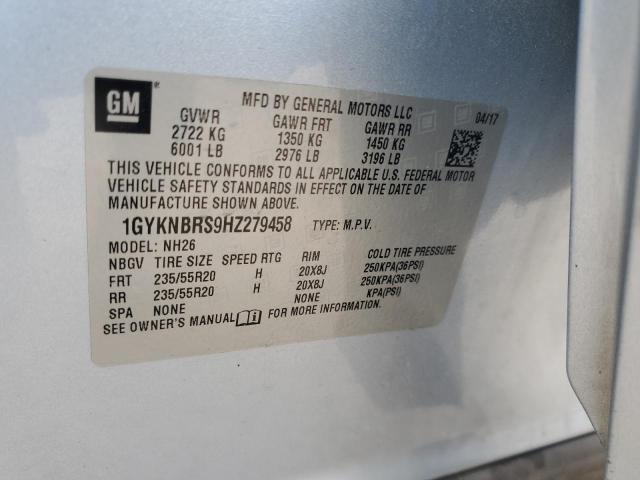 GM
MFD BY GENERAL MOTORS LLC 04/17
GVWR GAWR FRT GAWR RR
2722 KG 1350 KG 1450 KG
6001 LB 2976 LB 3196 LB
THIS VEHICLE CONFORMS TO ALL APPLICABLE U.S. FEDERAL MOTOR
VEHICLE SAFETY STANDARDS IN EFFECT ON THE DATE OF
MANUFACTURE SHOWN ABOVE.
1GYKNBRS9HZ279458 TYPE: M.P.V.
MODEL: NH26
NBGV TIRE SIZE SPEED RTG RIM COLD TIRE PRESSURE
FRT 235/55R20 H 20X8J 250KPA(36PSI)
RR 235/55R20 H 20X8J 250KPA(36PSI)
SPA NONE NONE KPA(PSI)
SEE OWNER'S MANUAL FOR MORE INFORMATION.